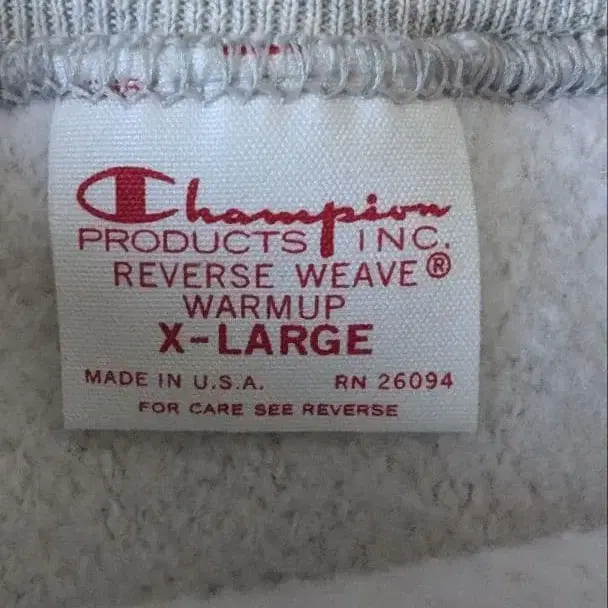 Champion
PRODUCTS INC.
REVERSE WEAVE®
WARMUP
X-LARGE
MADE IN U.S.A. RN 26094
FOR CARE SEE REVERSE